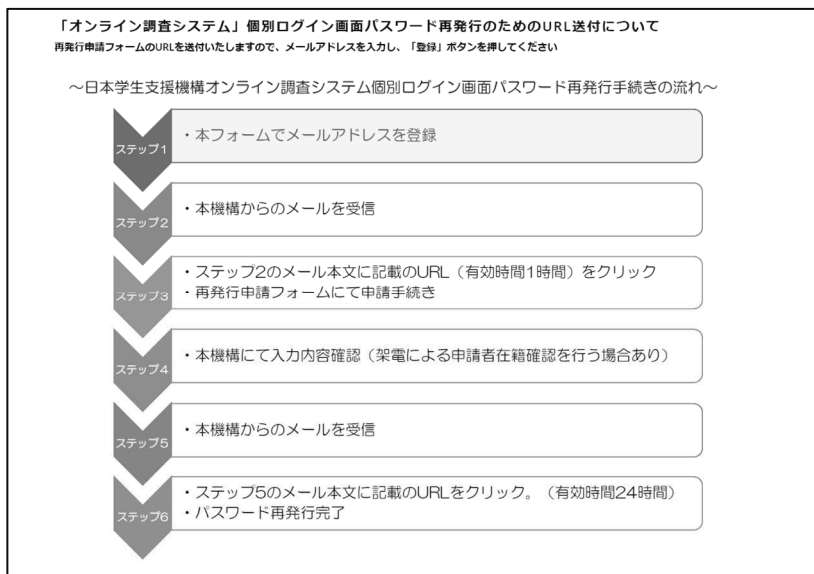 「オンライン調査システム」個別ログイン画面パスワード再発行のためのURL送付について
再発行申請フォームのURLを送付いたしますので、メールアドレスを入力し、「登録」ボタンを押してください
～日本学生支援機構オンライン調査システム個別ログイン画面パスワード再発行手続きの流れ～
ステップ1
・本フォームでメールアドレスを登録
ステップ2
・本機構からのメールを受信
ステップ3
・ステップ2のメール本文に記載のURL（有効時間1時間）をクリック
・再発行申請フォームにて申請手続き
ステップ4
・本機構にて入力内容確認（架電による申請者在籍確認を行う場合あり）
ステップ5
・本機構からのメールを受信
ステップ6
・ステップ5のメール本文に記載のURLをクリック。（有効時間24時間）
・パスワード再発行完了